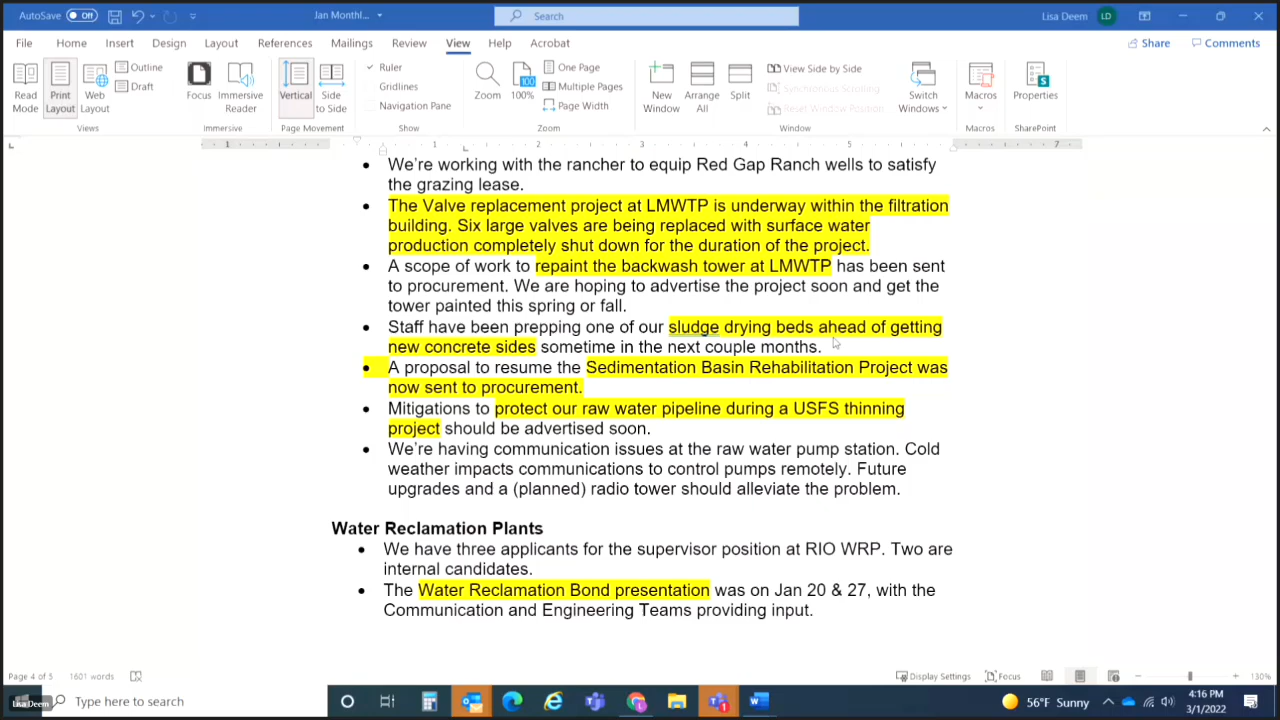 AutoSave Off Jan Monthl... Search Lisa Deem LD
File Home Insert Design Layout References Mailings Review View Help Acrobat Share Comments
Read Mode Print Layout Web Layout Outline Draft Focus Immersive Reader Vertical Side to Side Ruler Gridlines Navigation Pane Zoom 100% One Page Multiple Pages Page Width New Window Arrange All Split View Side by Side Synchronous Scrolling Reset Window Position Switch Windows Macros Properties
Views Immersive Page Movement Show Zoom Window Macros SharePoint
1 1 2 3 4 5 7
We're working with the rancher to equip Red Gap Ranch wells to satisfy
the grazing lease.
The Valve replacement project at LMWTP is underway within the filtration
building. Six large valves are being replaced with surface water
production completely shut down for the duration of the project.
A scope of work to repaint the backwash tower at LMWTP has been sent
to procurement. We are hoping to advertise the project soon and get the
tower painted this spring or fall.
Staff have been prepping one of our sludge drying beds ahead of getting
new concrete sides sometime in the next couple months.
A proposal to resume the Sedimentation Basin Rehabilitation Project was
now sent to procurement.
Mitigations to protect our raw water pipeline during a USFS thinning
project should be advertised soon.
We're having communication issues at the raw water pump station. Cold
weather impacts communications to control pumps remotely. Future
upgrades and a (planned) radio tower should alleviate the problem.
Water Reclamation Plants
We have three applicants for the supervisor position at RIO WRP. Two are
internal candidates.
The Water Reclamation Bond presentation was on Jan 20 & 27, with the
Communication and Engineering Teams providing input.
Page 4 of 5 1601 words Display Settings Focus 130%
Lisa Deem Type here to search 56°F Sunny 4:16 PM
3/1/2022